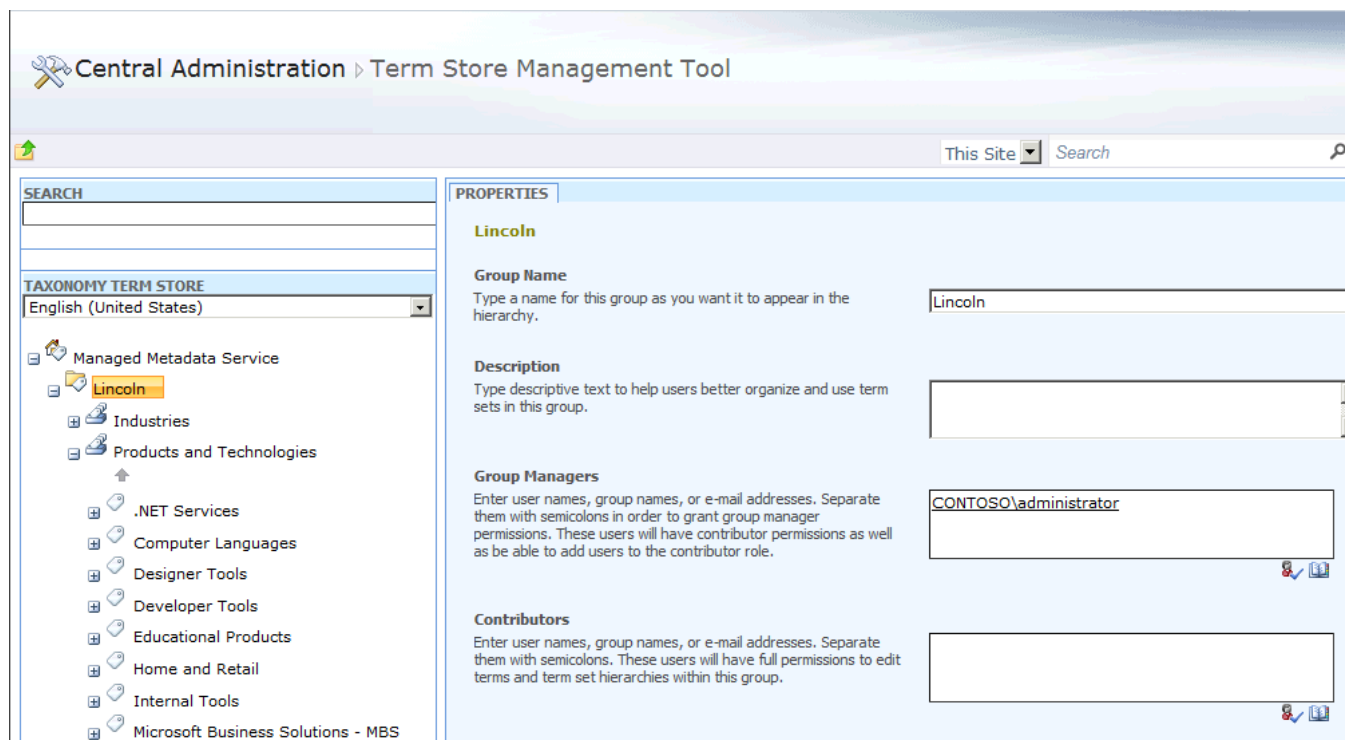 Central Administration ▷ Term Store Management Tool
This Site
Search
SEARCH
TAXONOMY TERM STORE
English (United States)
Managed Metadata Service
Lincoln
Industries
Products and Technologies
.NET Services
Computer Languages
Designer Tools
Developer Tools
Educational Products
Home and Retail
Internal Tools
Microsoft Business Solutions - MBS
PROPERTIES
Lincoln
Group Name
Type a name for this group as you want it to appear in the
hierarchy.
Lincoln
Description
Type descriptive text to help users better organize and use term
sets in this group.
Group Managers
Enter user names, group names, or e-mail addresses. Separate
them with semicolons in order to grant group manager
permissions. These users will have contributor permissions as well
as be able to add users to the contributor role.
CONTOSO\administrator
Contributors
Enter user names, group names, or e-mail addresses. Separate
them with semicolons. These users will have full permissions to edit
terms and term set hierarchies within this group.